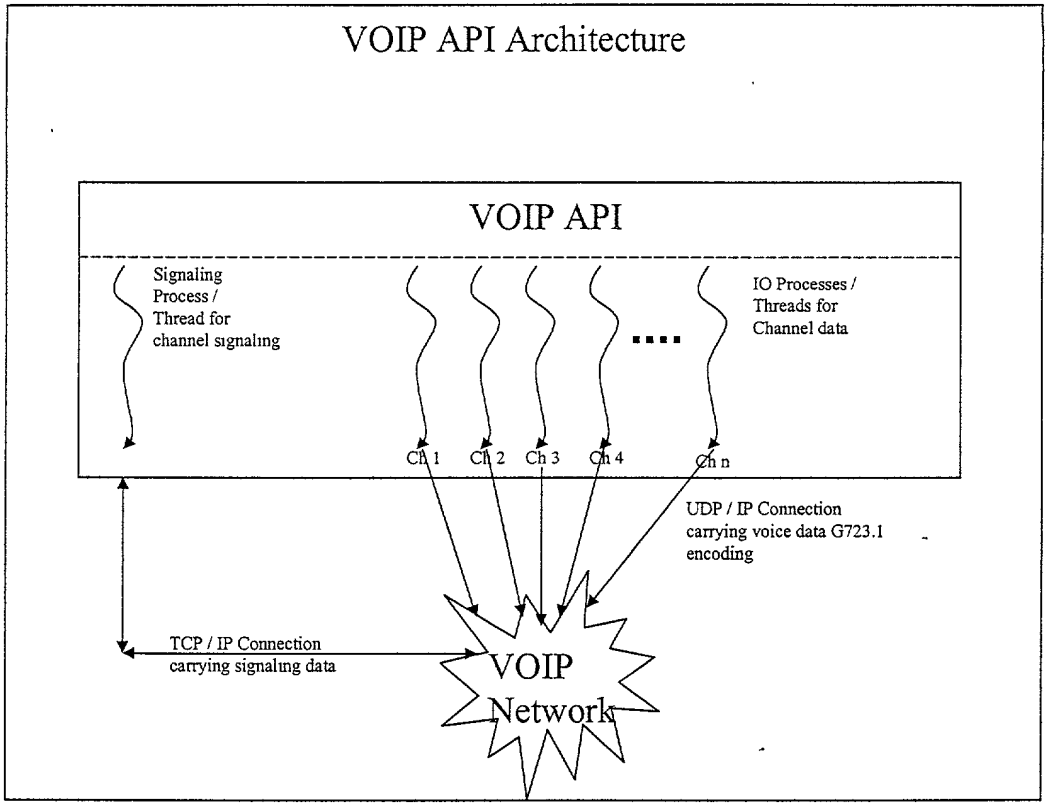 VOIP API Architecture
VOIP API
Signaling
Process /
Thread for
channel signaling
IO Processes /
Threads for
Channel data
Ch 1
Ch 2
Ch 3
Ch 4
Ch n
UDP / IP Connection
carrying voice data G723.1
encoding
TCP / IP Connection
carrying signaling data
VOIP
Network